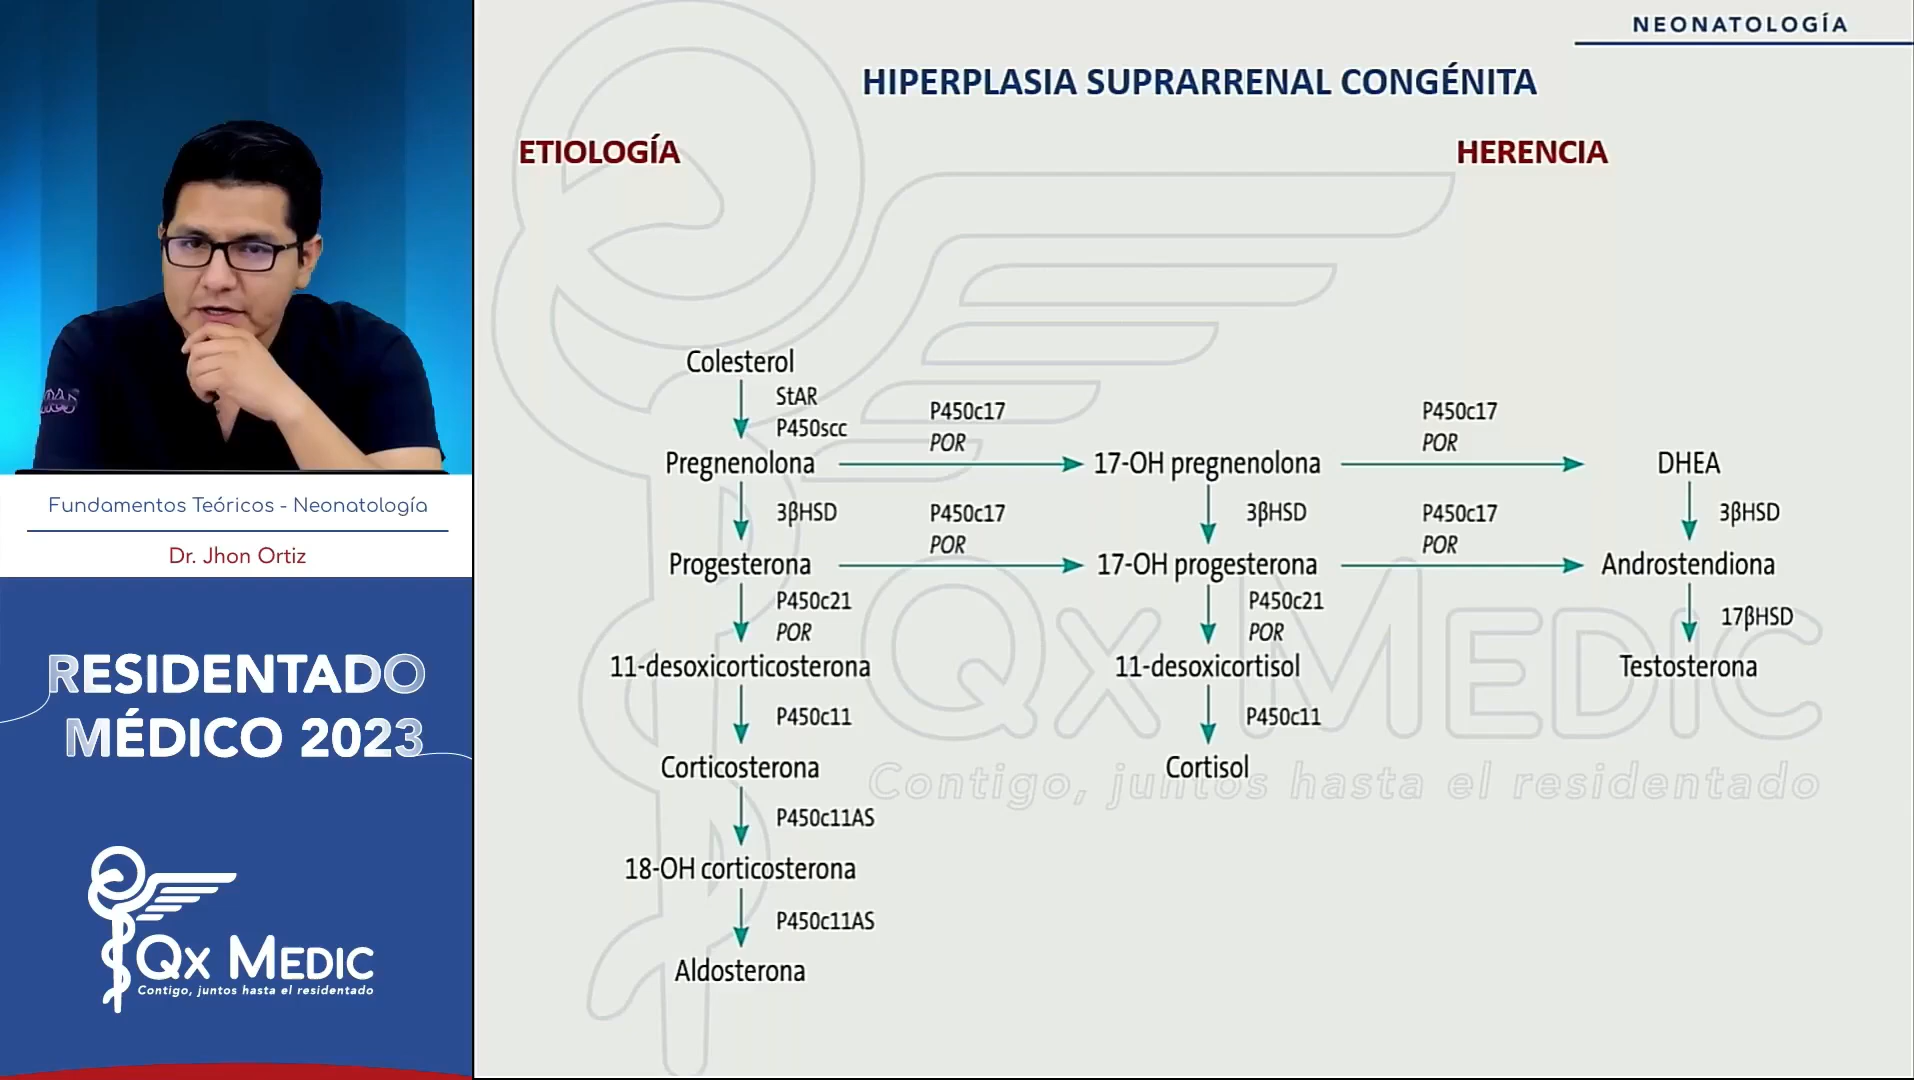 NEONATOLOGÍA
HIPERPLASIA SUPRARRENAL CONGÉNITA
ETIOLOGÍA
HERENCIA
Colesterol
StAR
P450scc
P450c17
POR
P450c17
POR
Pregnenolona
17-OH pregnenolona
DHEA
3βHSD
P450c17
POR
3βHSD
P450c17
POR
3βHSD
Progesterona
17-OH progesterona
Androstendiona
P450c21
POR
P450c21
POR
17βHSD
11-desoxicorticosterona
11-desoxicortisol
Testosterona
P450c11
P450c11
Corticosterona
Cortisol
P450c11AS
18-OH corticosterona
P450c11AS
Aldosterona
Qx MEDIC
Contigo, juntos hasta el residentado
Fundamentos Teóricos - Neonatología
Dr. Jhon Ortiz
RESIDENTADO
MÉDICO 2023
Qx MEDIC
Contigo, juntos hasta el residentado